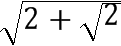 √(2 + √2)